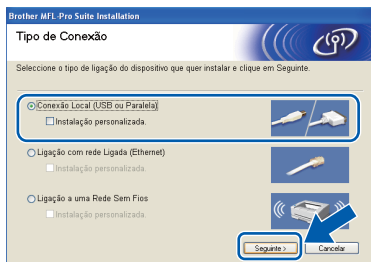 Brother MFL-Pro Suite Installation
Tipo de Conexão
Seleccione o tipo de ligação do dispositivo que quer instalar e clique em Seguinte.
Conexão Local (USB ou Paralela)
Instalação personalizada.
Ligação com rede Ligada (Ethernet)
Instalação personalizada.
Ligação a uma Rede Sem Fios
Instalação personalizada.
Seguinte > Cancelar